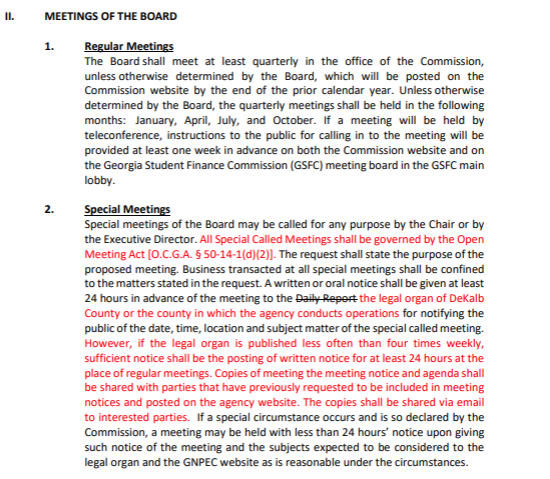 II. MEETINGS OF THE BOARD
1. Regular Meetings
The Board shall meet at least quarterly in the office of the Commission,
unless otherwise determined by the Board, which will be posted on the
Commission website by the end of the prior calendar year. Unless otherwise
determined by the Board, the quarterly meetings shall be held in the following
months: January, April, July, and October. If a meeting will be held by
teleconference, instructions to the public for calling in to the meeting will be
provided at least one week in advance on both the Commission website and on
the Georgia Student Finance Commission (GSFC) meeting board in the GSFC main
lobby.
2. Special Meetings
Special meetings of the Board may be called for any purpose by the Chair or by
the Executive Director. All Special Called Meetings shall be governed by the Open
Meeting Act [O.C.G.A. § 50-14-1(d)(2)]. The request shall state the purpose of the
proposed meeting. Business transacted at all special meetings shall be confined
to the matters stated in the request. A written or oral notice shall be given at least
24 hours in advance of the meeting to the Daily Report the legal organ of DeKalb
County or the county in which the agency conducts operations for notifying the
public of the date, time, location and subject matter of the special called meeting.
However, if the legal organ is published less often than four times weekly,
sufficient notice shall be the posting of written notice for at least 24 hours at the
place of regular meetings. Copies of meeting the meeting notice and agenda shall
be shared with parties that have previously requested to be included in meeting
notices and posted on the agency website. The copies shall be shared via email
to interested parties. If a special circumstance occurs and is so declared by the
Commission, a meeting may be held with less than 24 hours' notice upon giving
such notice of the meeting and the subjects expected to be considered to the
legal organ and the GNPEC website as is reasonable under the circumstances.